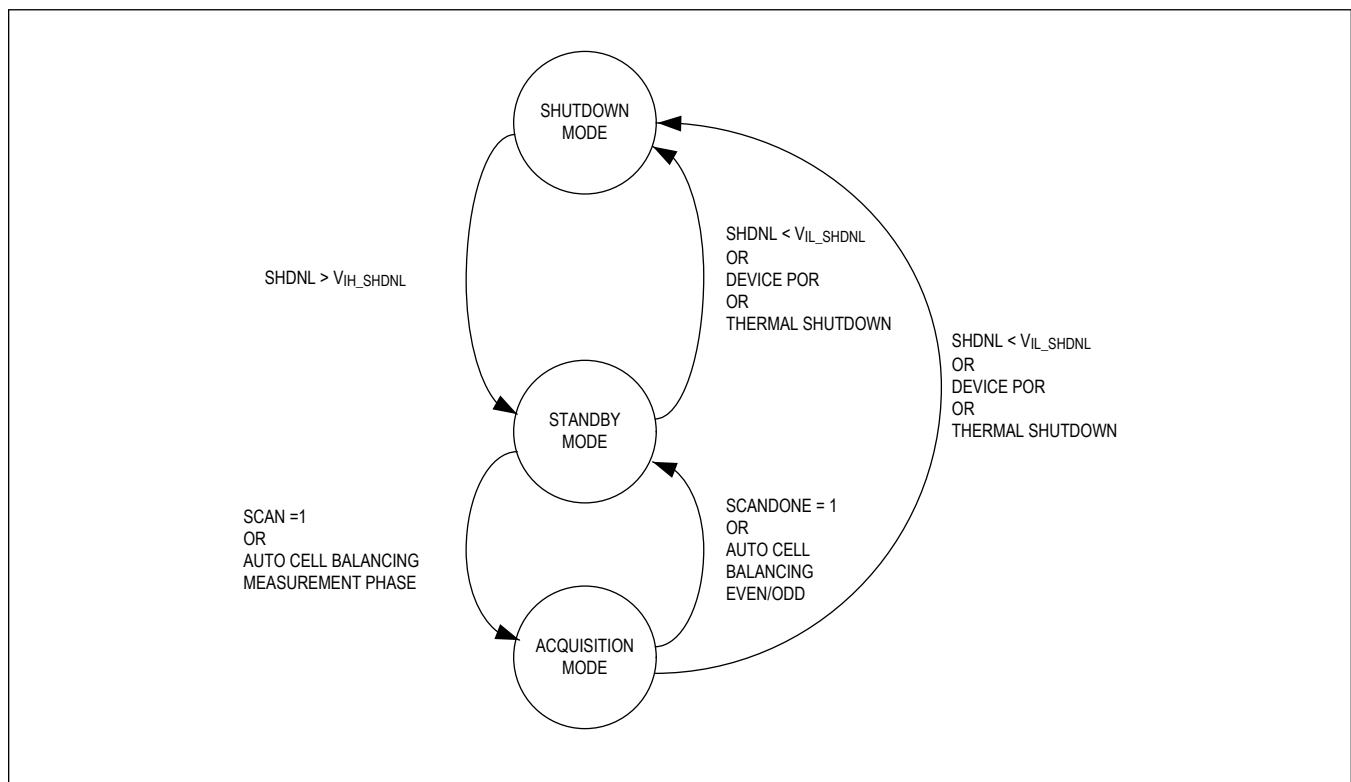 SHUTDOWN
MODE
SHDNL > VIH_SHDNL
SHDNL < VIL_SHDNL
OR
DEVICE POR
OR
THERMAL SHUTDOWN
SHDNL < VIL_SHDNL
OR
DEVICE POR
OR
THERMAL SHUTDOWN
STANDBY
MODE
SCAN =1
OR
AUTO CELL BALANCING
MEASUREMENT PHASE
SCANDONE = 1
OR
AUTO CELL
BALANCING
EVEN/ODD
ACQUISITION
MODE